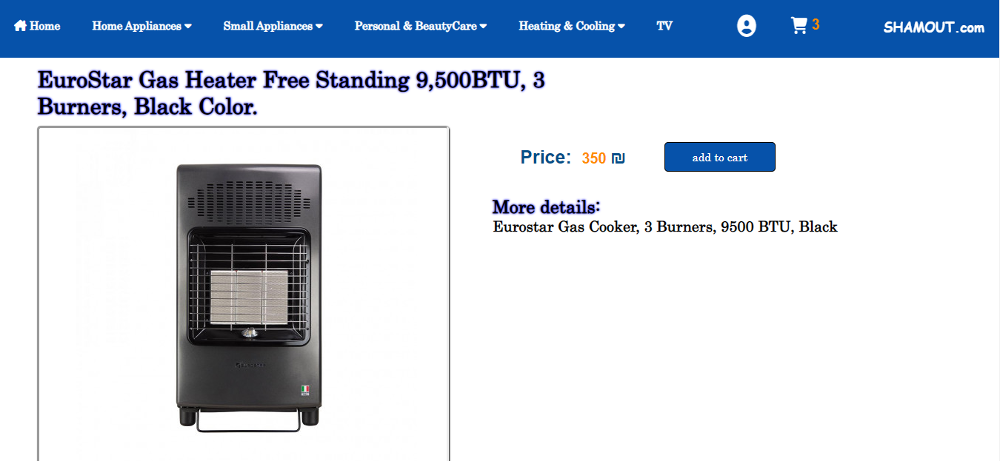 Home
Home Appliances
Small Appliances
Personal & BeautyCare
Heating & Cooling
TV
3
SHAMOUT.com
EuroStar Gas Heater Free Standing 9,500BTU, 3
Burners, Black Color.
Price: 350 ₪
add to cart
More details:
Eurostar Gas Cooker, 3 Burners, 9500 BTU, Black